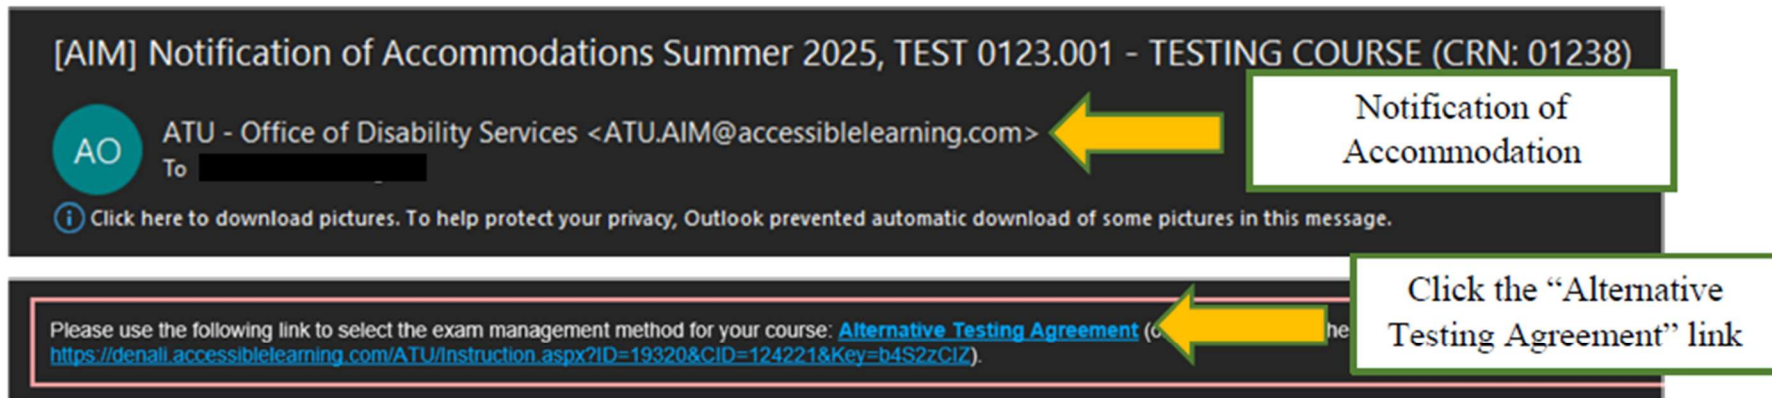 [AIM] Notification of Accommodations Summer 2025, TEST 0123.001 - TESTING COURSE (CRN: 01238)
AO
ATU - Office of Disability Services <ATU.AIM@accessiblelearning.com>
To
Notification of
Accommodation
Click here to download pictures. To help protect your privacy, Outlook prevented automatic download of some pictures in this message.
Click the “Alternative
Testing Agreement” link
Please use the following link to select the exam management method for your course: Alternative Testing Agreement (
https://denali.accessiblelearning.com/ATU/Instruction.aspx?ID=19320&CID=124221&Key=b4S2zCIZ).